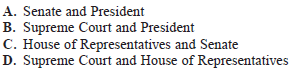 A. Senate and President
B. Supreme Court and President
C. House of Representatives and Senate
D. Supreme Court and House of Representatives